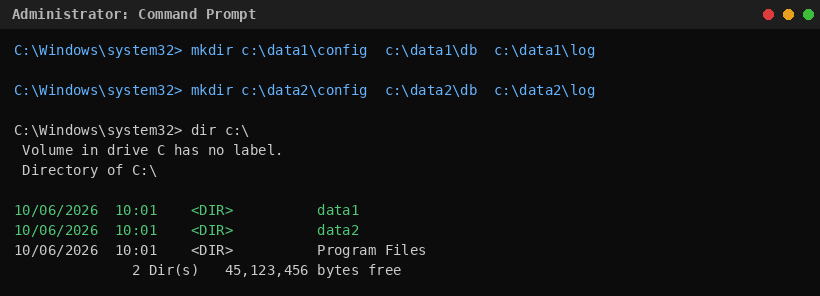 Administrator: Command Prompt
C:\Windows\system32> mkdir c:\data1\config  c:\data1\db  c:\data1\log
C:\Windows\system32> mkdir c:\data2\config  c:\data2\db  c:\data2\log
C:\Windows\system32> dir c:\
 Volume in drive C has no label.
 Directory of C:\
10/06/2026  10:01    <DIR>          data1
10/06/2026  10:01    <DIR>          data2
10/06/2026  10:01    <DIR>          Program Files
              2 Dir(s)   45,123,456 bytes free